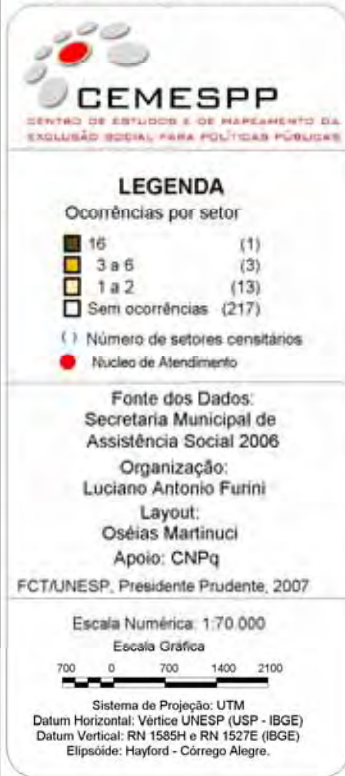 CEMESPP
CENTRO DE ESTUDOS E DE MAPEAMENTO DA
EXCLUSÃO SOCIAL PARA POLÍTICAS PÚBLICAS
LEGENDA
Ocorrências por setor
16 (1)
3 a 6 (3)
1 a 2 (13)
Sem ocorrências (217)
( ) Número de setores censitários
Nucleo de Atendimento
Fonte dos Dados:
Secretaria Municipal de
Assistência Social 2006
Organização:
Luciano Antonio Furini
Layout:
Oséias Martinuci
Apoio: CNPq
FCT/UNESP, Presidente Prudente, 2007
Escala Numérica: 1:70.000
Escala Gráfica
700 0 700 1400 2100
Sistema de Projeção: UTM
Datum Horizontal: Vértice UNESP (USP - IBGE)
Datum Vertical: RN 1585H e RN 1527E (IBGE)
Elipsóide: Hayford - Córrego Alegre.